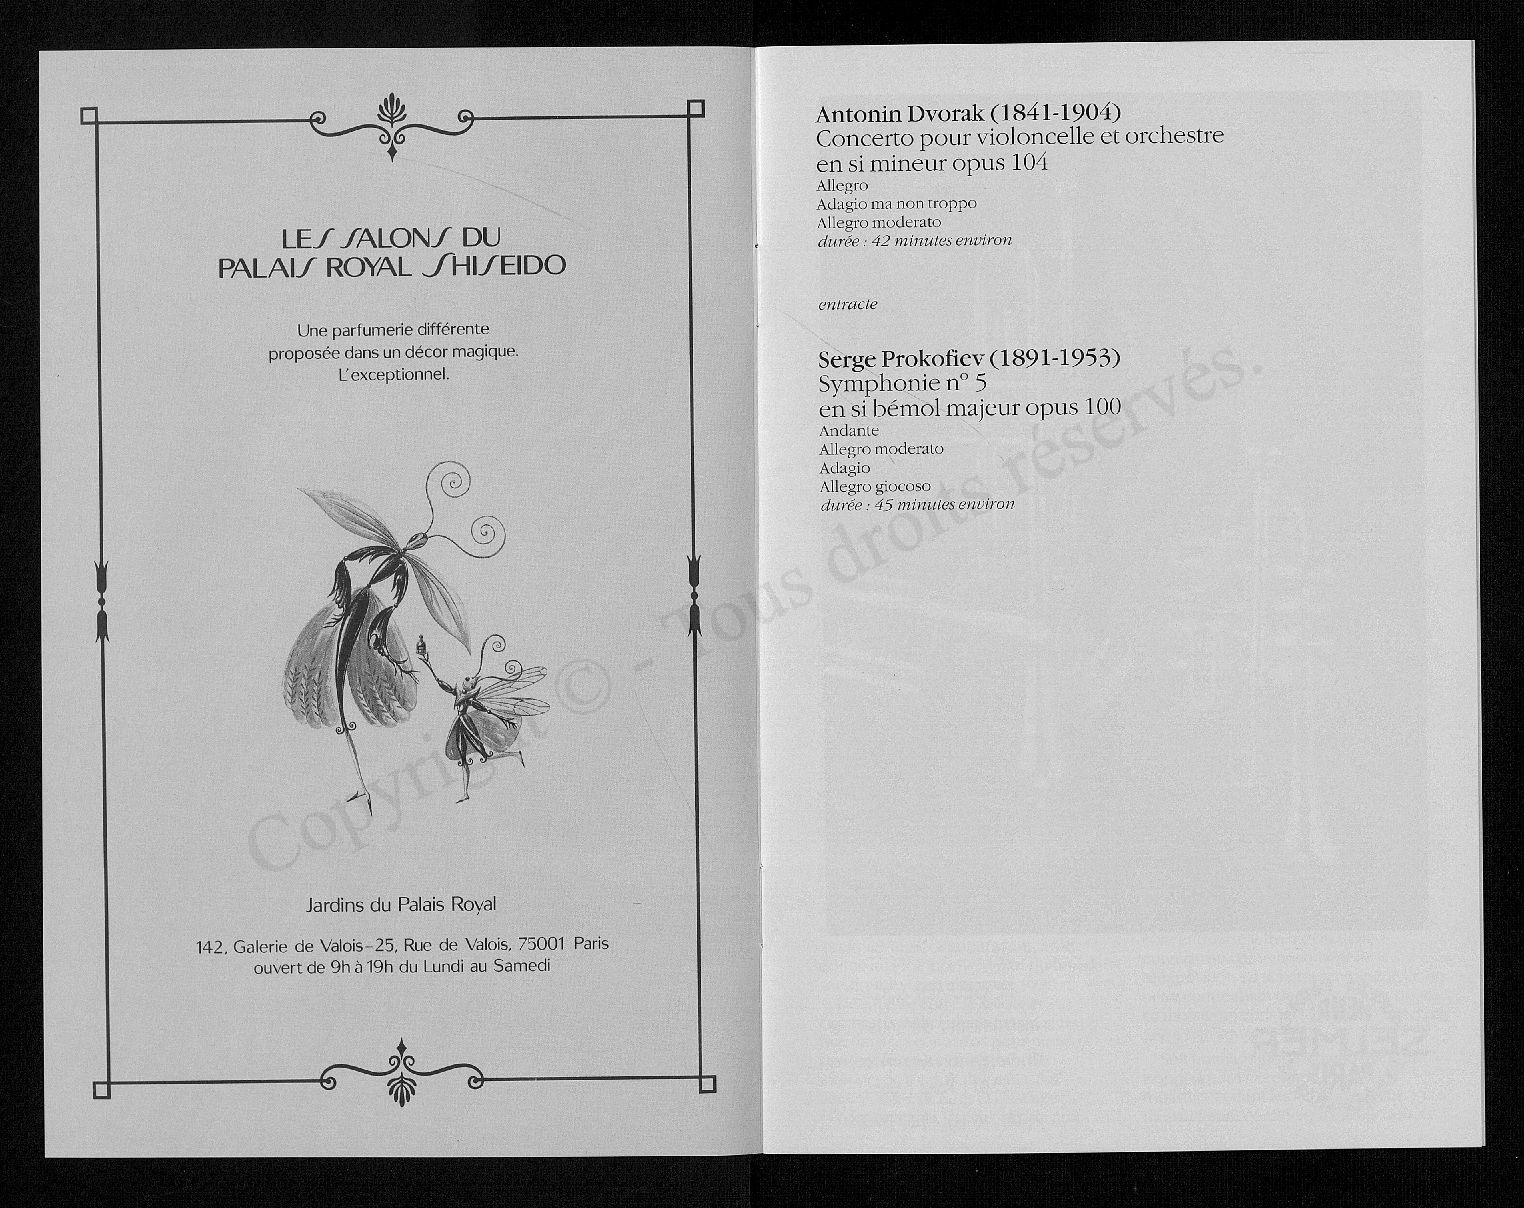 LES SALONS DU
PALAIS ROYAL SHISEIDO
Une parfumerie différente
proposée dans un décor magique.
L'exceptionnel.
Jardins du Palais Royal
142, Galerie de Valois-25, Rue de Valois, 75001 Paris
ouvert de 9h à 19h du Lundi au Samedi
Antonin Dvorak (1841-1904)
Concerto pour violoncelle et orchestre
en si mineur opus 104
Allegro
Adagio ma non troppo
Allegro moderato
durée : 42 minutes environ
entracte
Serge Prokofiev (1891-1953)
Symphonie n° 5
en si bémol majeur opus 100
Andante
Allegro moderato
Adagio
Allegro giocoso
durée : 45 minutes environ
Copyright © - Tous droits réservés.